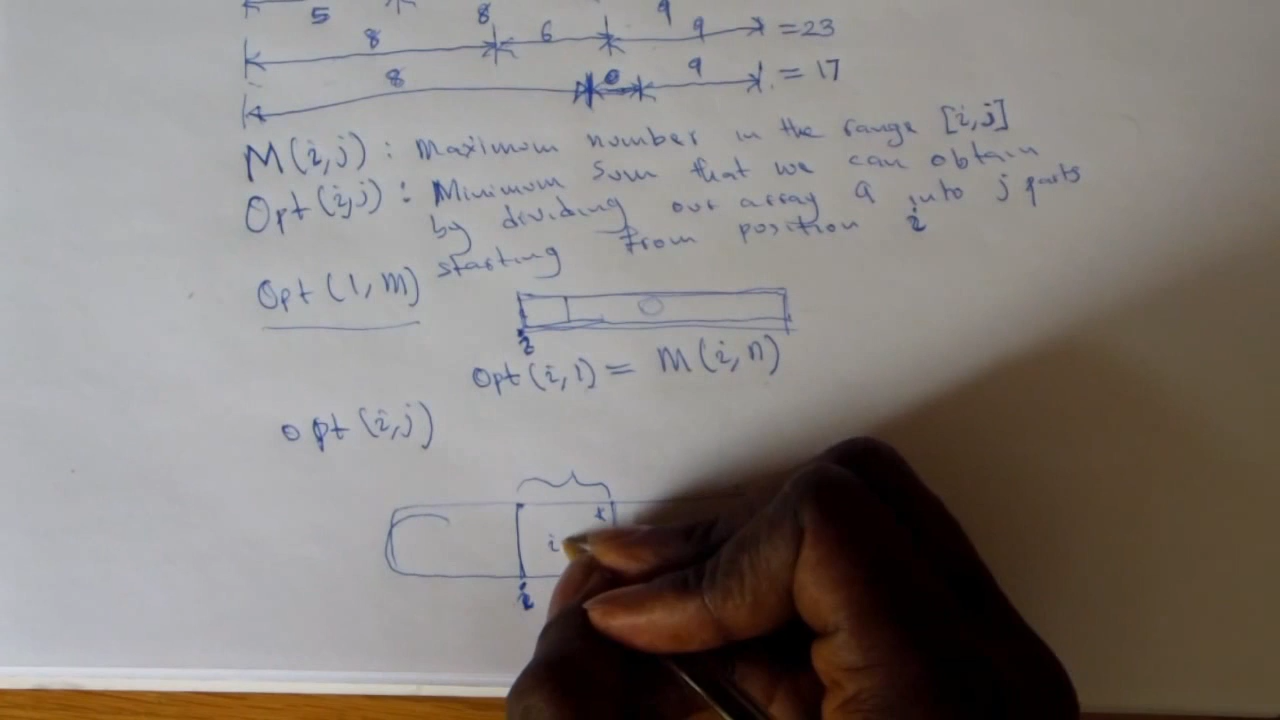 5 8 9
8 6 9 =23
8 0 9 = 17
M(i,j) : Maximum number in the range [i,j]
Opt(i,j) : Minimum sum that we can obtain
by dividing our array a into j parts
starting from position i
Opt(1,m)
i
opt(i,1) = M(i,n)
opt(i,j)
x
i
i